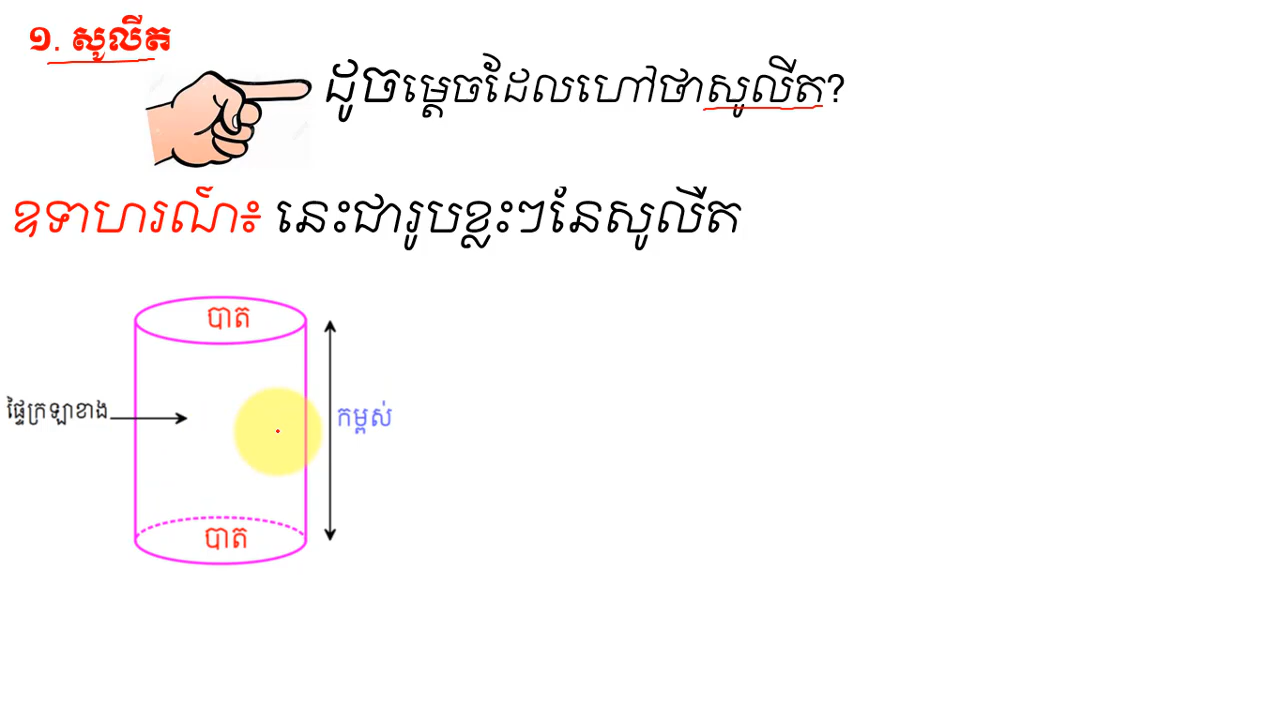 ១. សូលីត
ដូចម្ដេចដែលហៅថាសូលីត?
ឧទាហរណ៍៖ នេះជារូបខ្លះៗនៃសូលីត
បាត
ផ្ទៃក្រឡាខាង
កម្ពស់
បាត